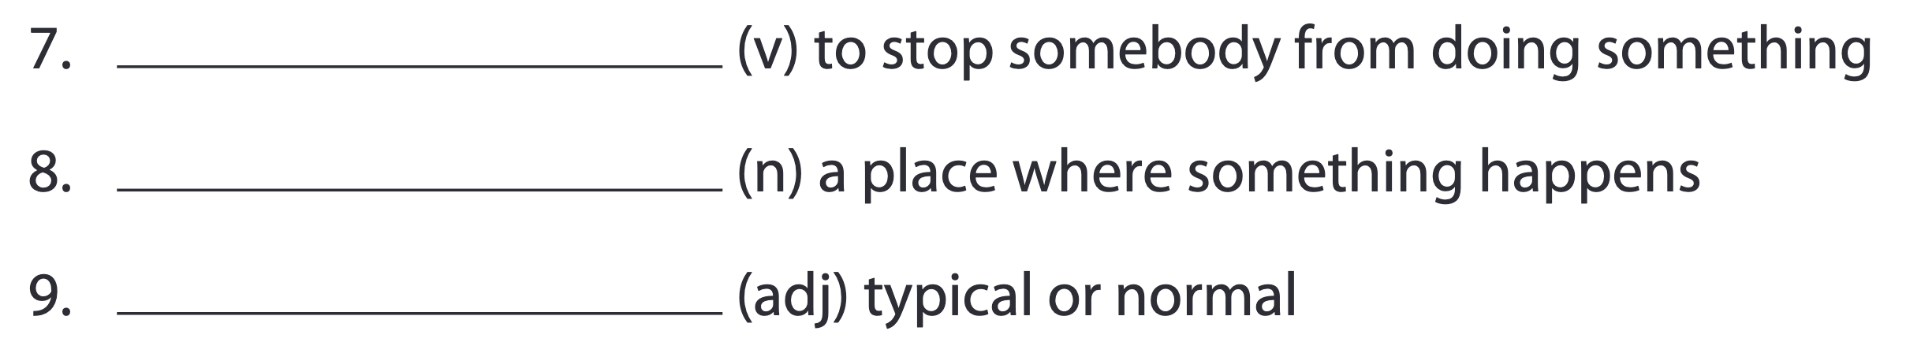 7. ____________________ (v) to stop somebody from doing something
8. ____________________ (n) a place where something happens
9. ____________________ (adj) typical or normal